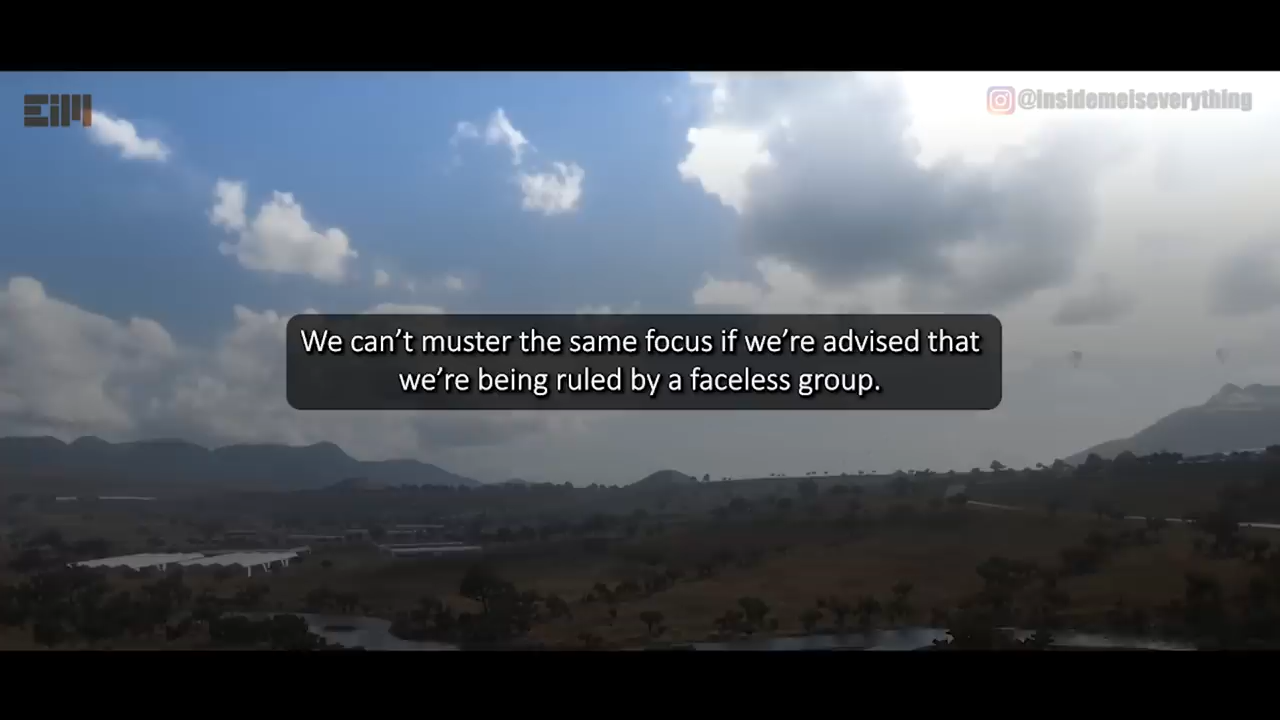 EiM
@insidemeiseverything
We can't muster the same focus if we're advised that
we're being ruled by a faceless group.